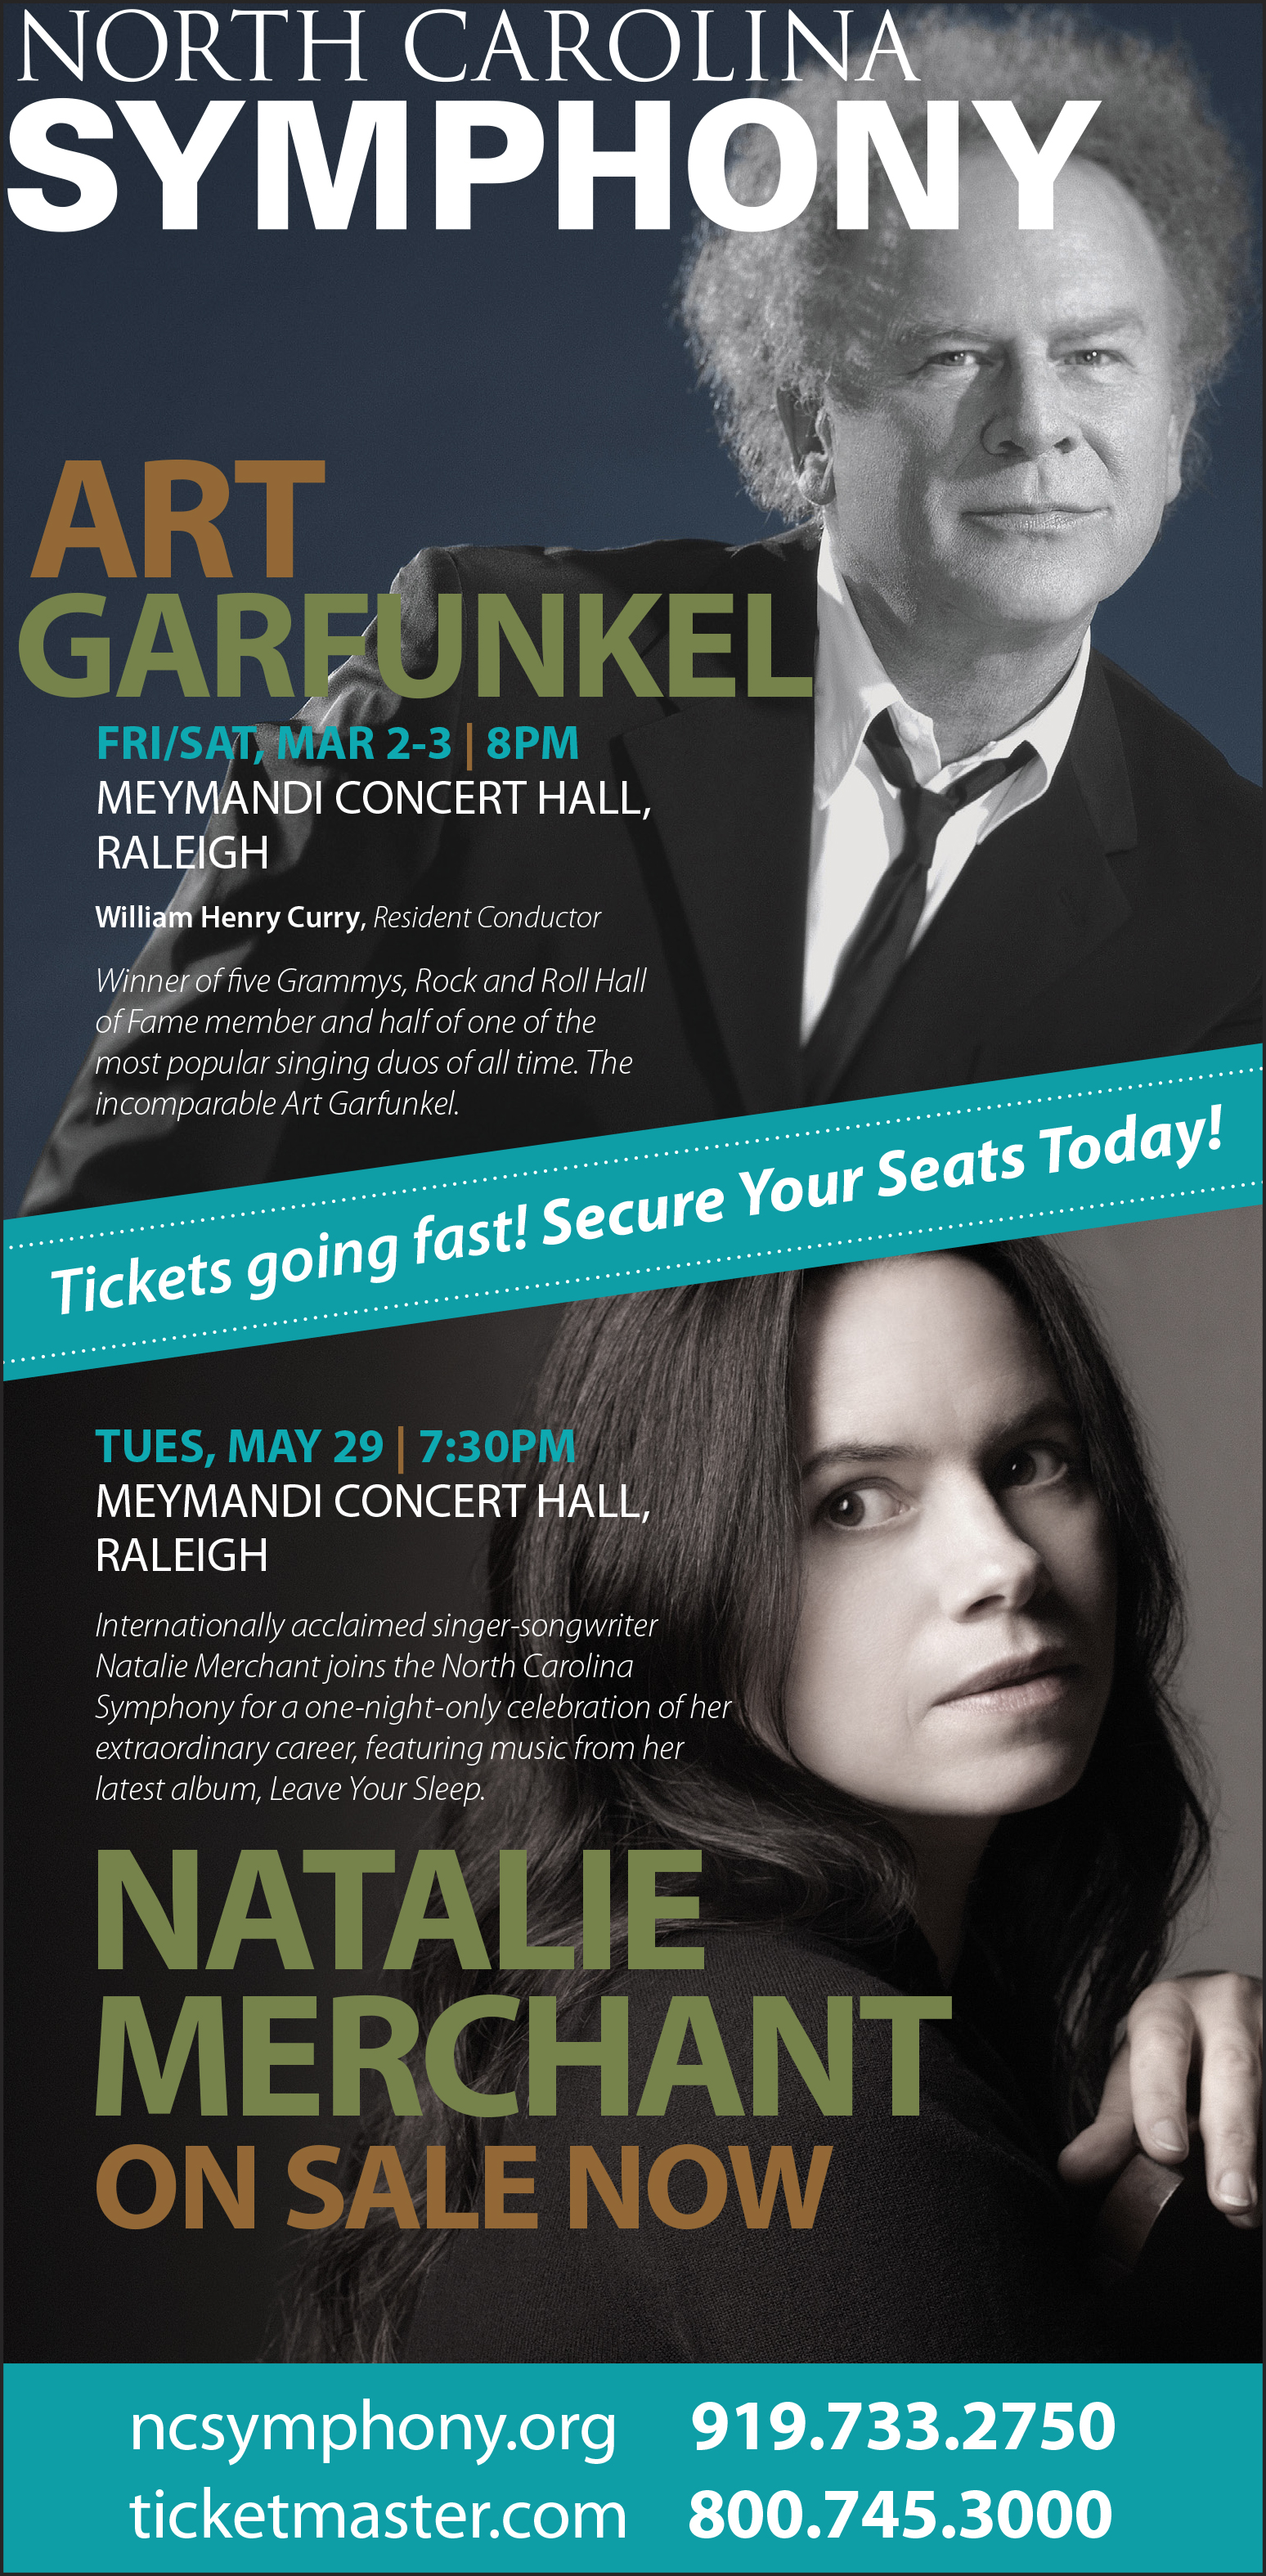 NORTH CAROLINA
SYMPHONY
ART
GARFUNKEL
FRI/SAT, MAR 2-3 | 8PM
MEYMANDI CONCERT HALL,
RALEIGH
William Henry Curry, Resident Conductor
Winner of five Grammys, Rock and Roll Hall
of Fame member and half of one of the
most popular singing duos of all time. The
incomparable Art Garfunkel.
Tickets going fast! Secure Your Seats Today!
TUES, MAY 29 | 7:30PM
MEYMANDI CONCERT HALL,
RALEIGH
Internationally acclaimed singer-songwriter
Natalie Merchant joins the North Carolina
Symphony for a one-night-only celebration of her
extraordinary career, featuring music from her
latest album, Leave Your Sleep.
NATALIE
MERCHANT
ON SALE NOW
ncsymphony.org 919.733.2750
ticketmaster.com 800.745.3000